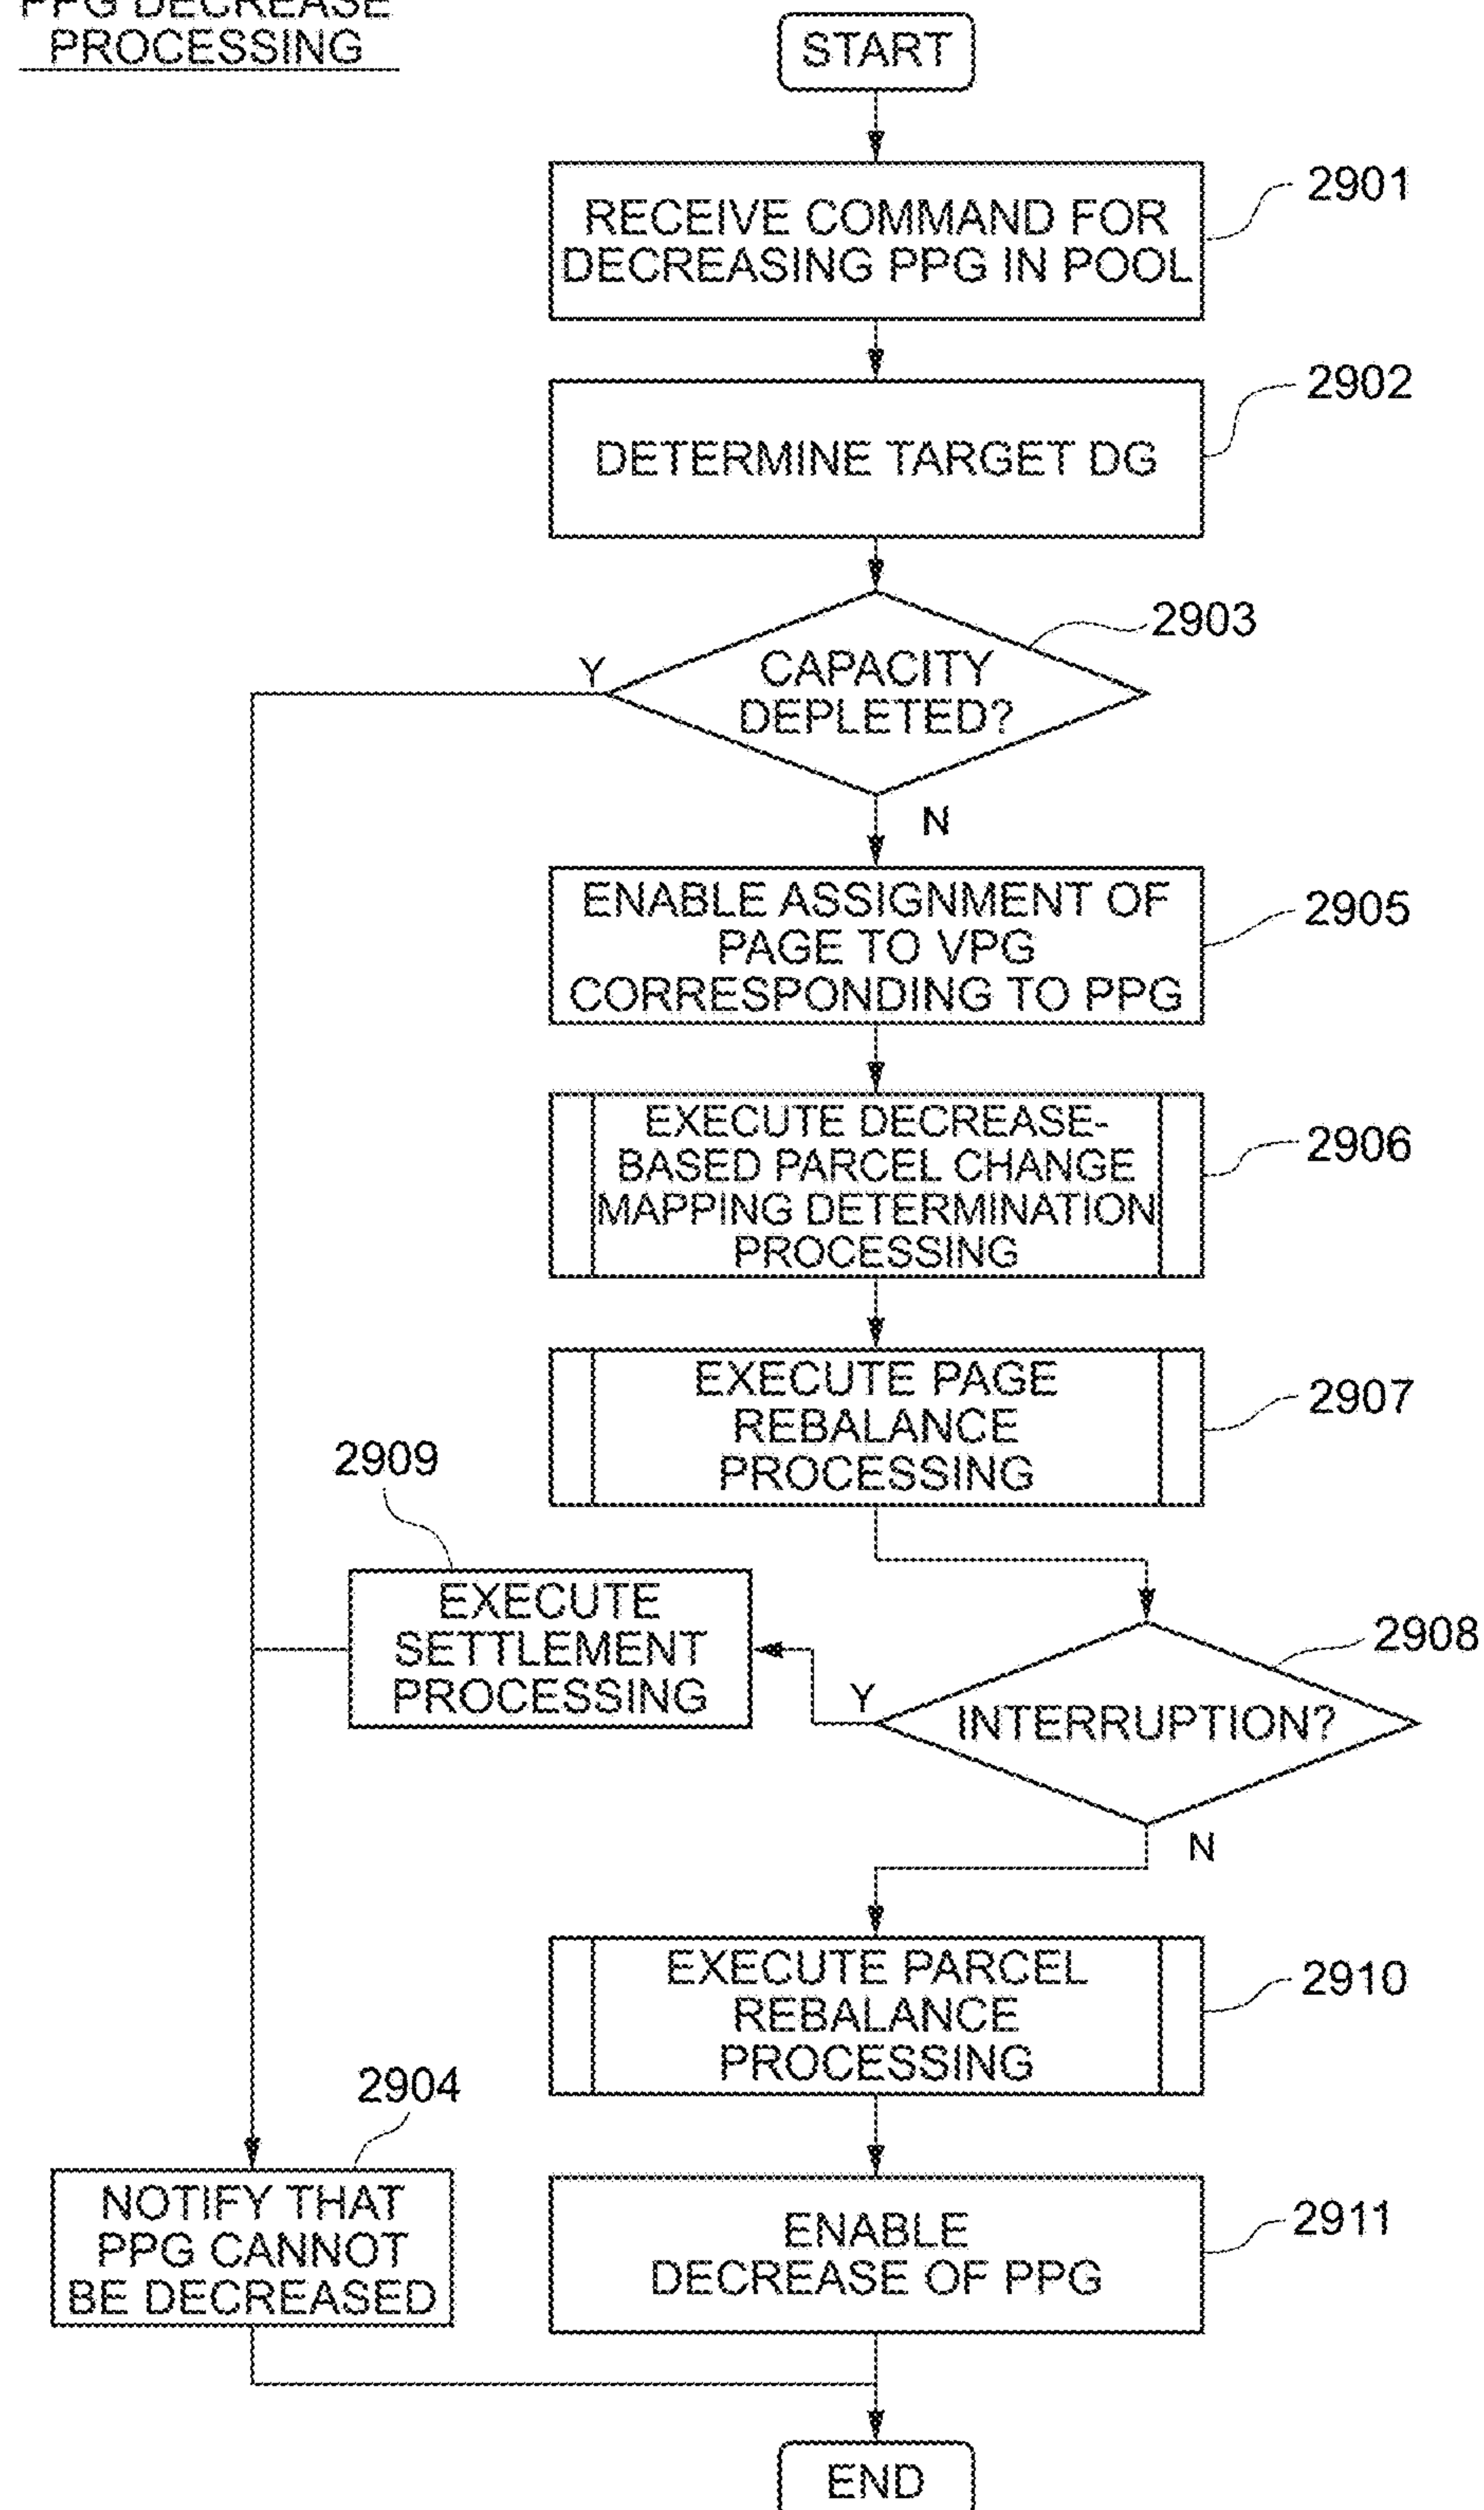 PPG DECREASE
PROCESSING
START
RECEIVE COMMAND FOR
DECREASING PPG IN POOL
2901
DETERMINE TARGET DG
2902
CAPACITY
DEPLETED?
2903
Y
N
ENABLE ASSIGNMENT OF
PAGE TO VPG
CORRESPONDING TO PPG
2905
EXECUTE DECREASE-
BASED PARCEL CHANGE
MAPPING DETERMINATION
PROCESSING
2906
EXECUTE PAGE
REBALANCE
PROCESSING
2907
2909
EXECUTE
SETTLEMENT
PROCESSING
2908
INTERRUPTION?
Y
N
EXECUTE PARCEL
REBALANCE
PROCESSING
2910
2904
NOTIFY THAT
PPG CANNOT
BE DECREASED
ENABLE
DECREASE OF PPG
2911
END